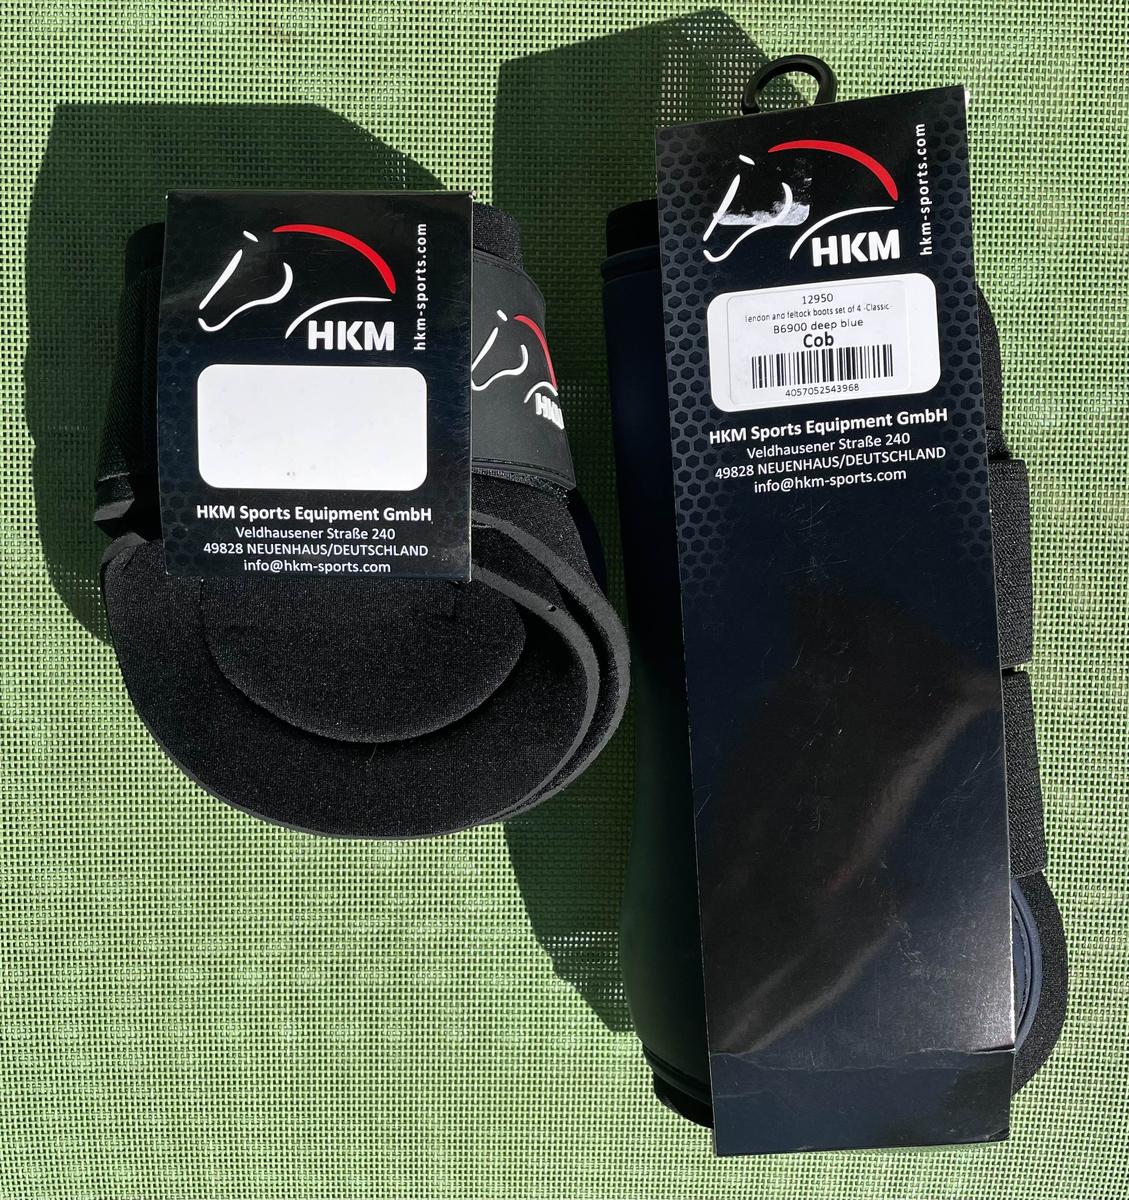 HKM
hkm-sports.com
HKM Sports Equipment GmbH
Veldhausener Straße 240
49828 NEUENHAUS/DEUTSCHLAND
info@hkm-sports.com
HKM
HKM
hkm-sports.com
12950
Tendon and feltock boots set of 4 -Classic-
B6900 deep blue
Cob
4057052543968
HKM Sports Equipment GmbH
Veldhausener Straße 240
49828 NEUENHAUS/DEUTSCHLAND
info@hkm-sports.com